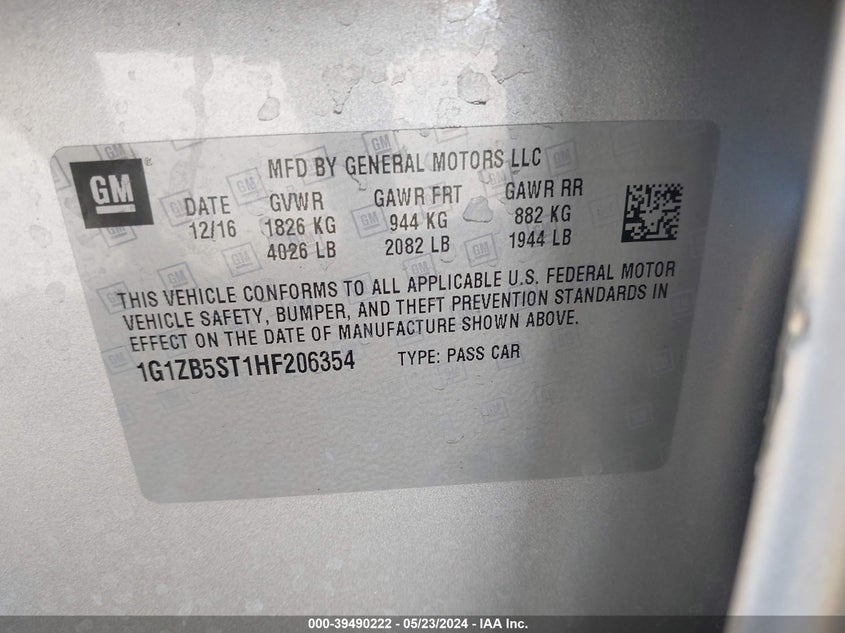 GM
MFD BY GENERAL MOTORS LLC
DATE GVWR GAWR FRT GAWR RR
12/16 1826 KG 944 KG 882 KG
4026 LB 2082 LB 1944 LB
THIS VEHICLE CONFORMS TO ALL APPLICABLE U.S. FEDERAL MOTOR
VEHICLE SAFETY, BUMPER, AND THEFT PREVENTION STANDARDS IN
EFFECT ON THE DATE OF MANUFACTURE SHOWN ABOVE.
1G1ZB5ST1HF206354 TYPE: PASS CAR
000-39490222 - 05/23/2024 - IAA Inc.